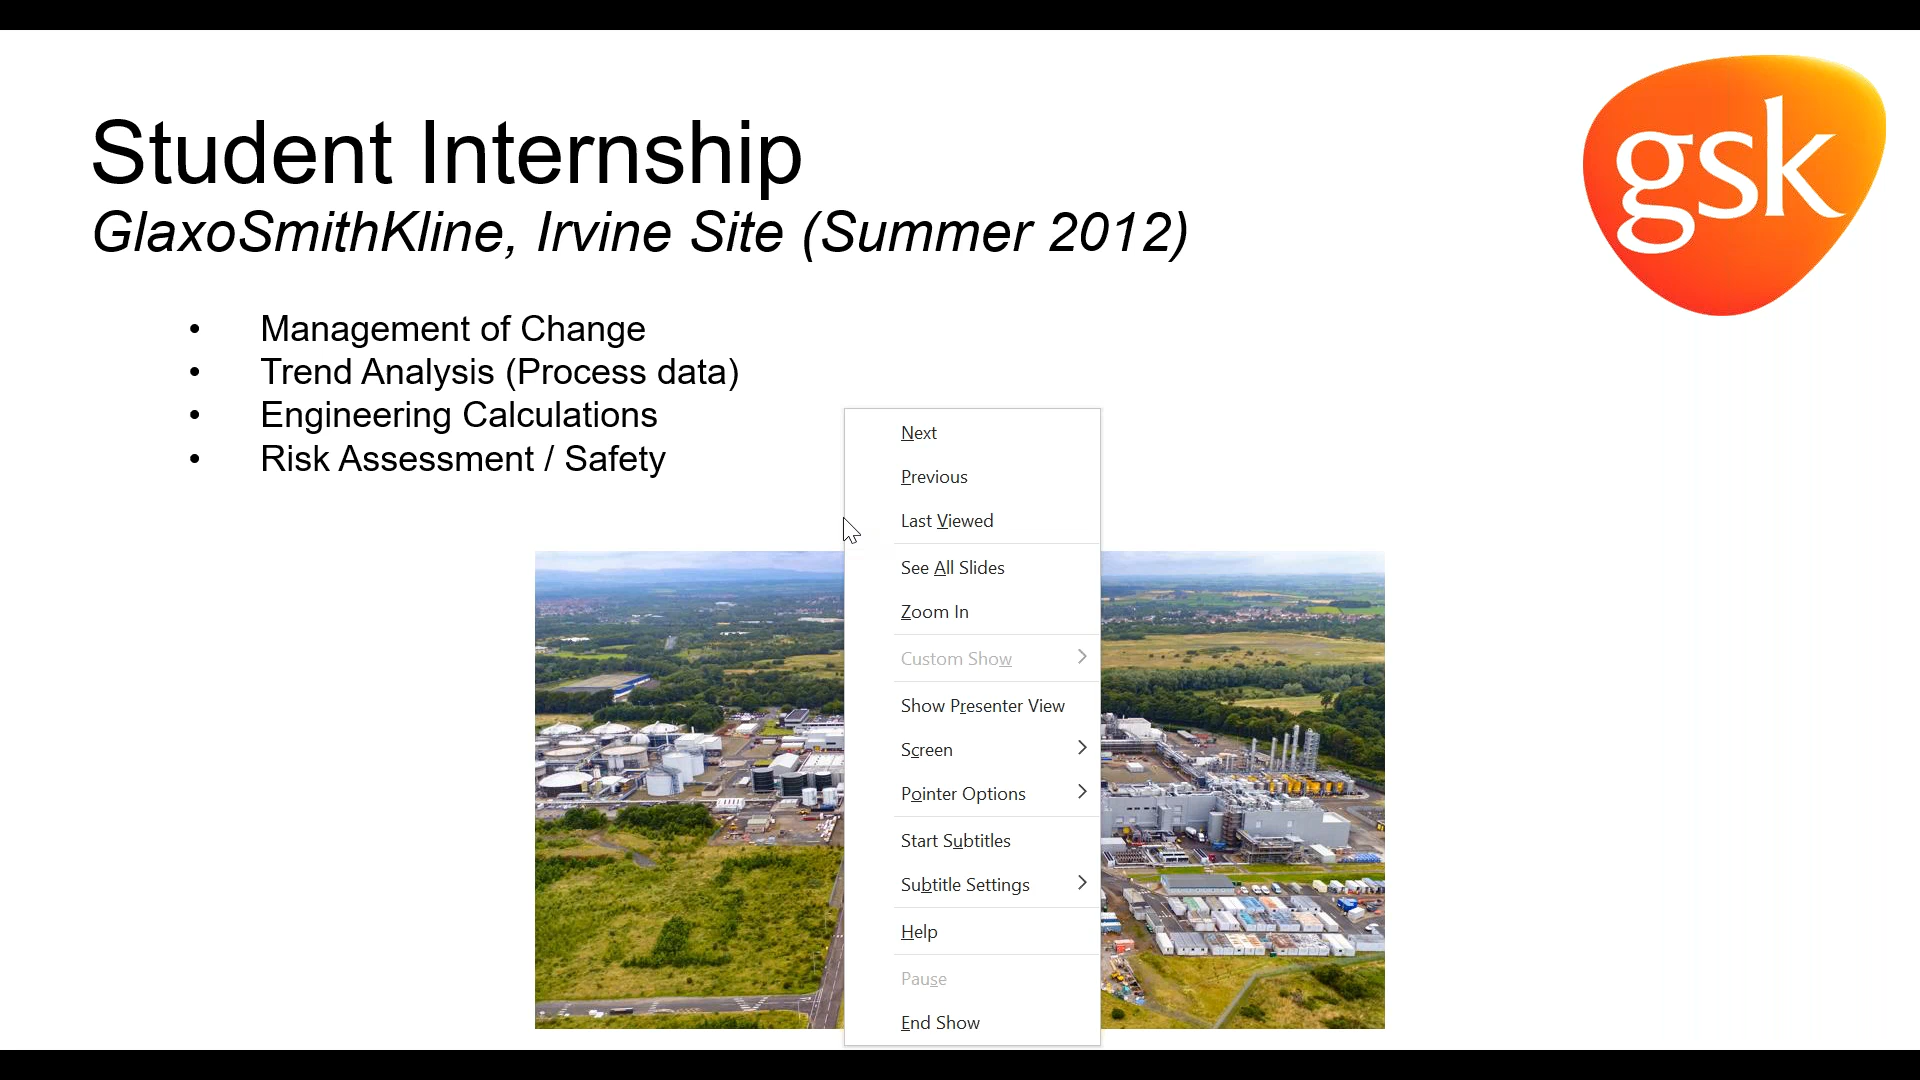 Student Internship
GlaxoSmithKline, Irvine Site (Summer 2012)
gsk
• Management of Change
• Trend Analysis (Process data)
• Engineering Calculations
• Risk Assessment / Safety
Next
Previous
Last Viewed
See All Slides
Zoom In
Custom Show
Show Presenter View
Screen
Pointer Options
Start Subtitles
Subtitle Settings
Help
Pause
End Show